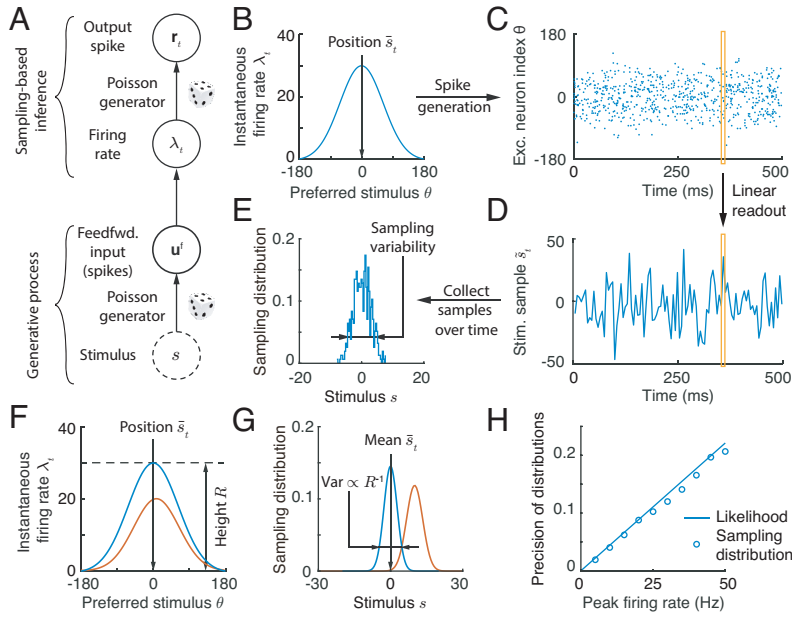 A
Sampling-based
inference
Output
spike
r_t
Poisson
generator
Firing
rate
λ_t
Generative process
Feedfwd.
input
(spikes)
u^f
Poisson
generator
Stimulus
s
B
Instantaneous
firing rate λ_t
40
30
20
10
0
Position s̄_t
-180
0
180
Preferred stimulus θ
Spike
generation
C
Exc. neuron index θ
180
0
-180
0
250
500
Time (ms)
Linear
readout
D
Stim. sample s̃_t
50
0
-50
0
250
500
Time (ms)
Collect
samples
over time
E
Sampling distribution
0.2
0.1
0
Sampling
variability
-20
0
20
Stimulus s
F
Instantaneous
firing rate λ_t
40
20
0
Position s̄_t
Height R
-180
0
180
Preferred stimulus θ
G
Sampling distribution
0.2
0.1
0
Mean s̄_t
Var ∝ R⁻¹
-30
0
30
Stimulus s
H
Precision of distributions
0.2
0.1
0
Likelihood
Sampling
distribution
0
25
50
Peak firing rate (Hz)